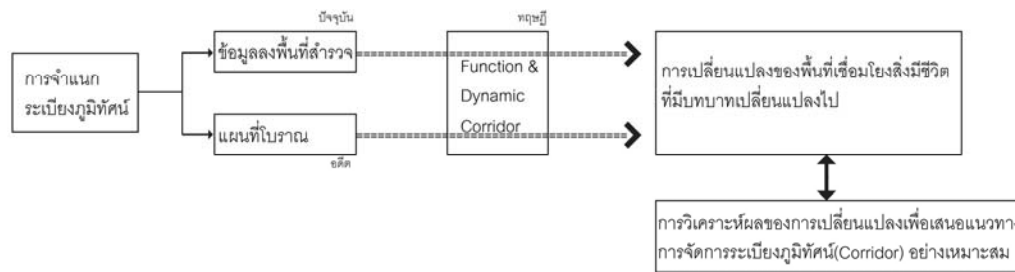 การจำแนก
ระเบียงภูมิทัศน์
ปัจจุบัน
ข้อมูลลงพื้นที่สำรวจ
แผนที่โบราณ
อดีต
ทฤษฎี
Function &
Dynamic
Corridor
การเปลี่ยนแปลงของพื้นที่เชื่อมโยงสิ่งมีชีวิต
ที่มีบทบาทเปลี่ยนแปลงไป
การวิเคราะห์ผลของการเปลี่ยนแปลงเพื่อเสนอแนวทาง
การจัดการระเบียงภูมิทัศน์(Corridor) อย่างเหมาะสม